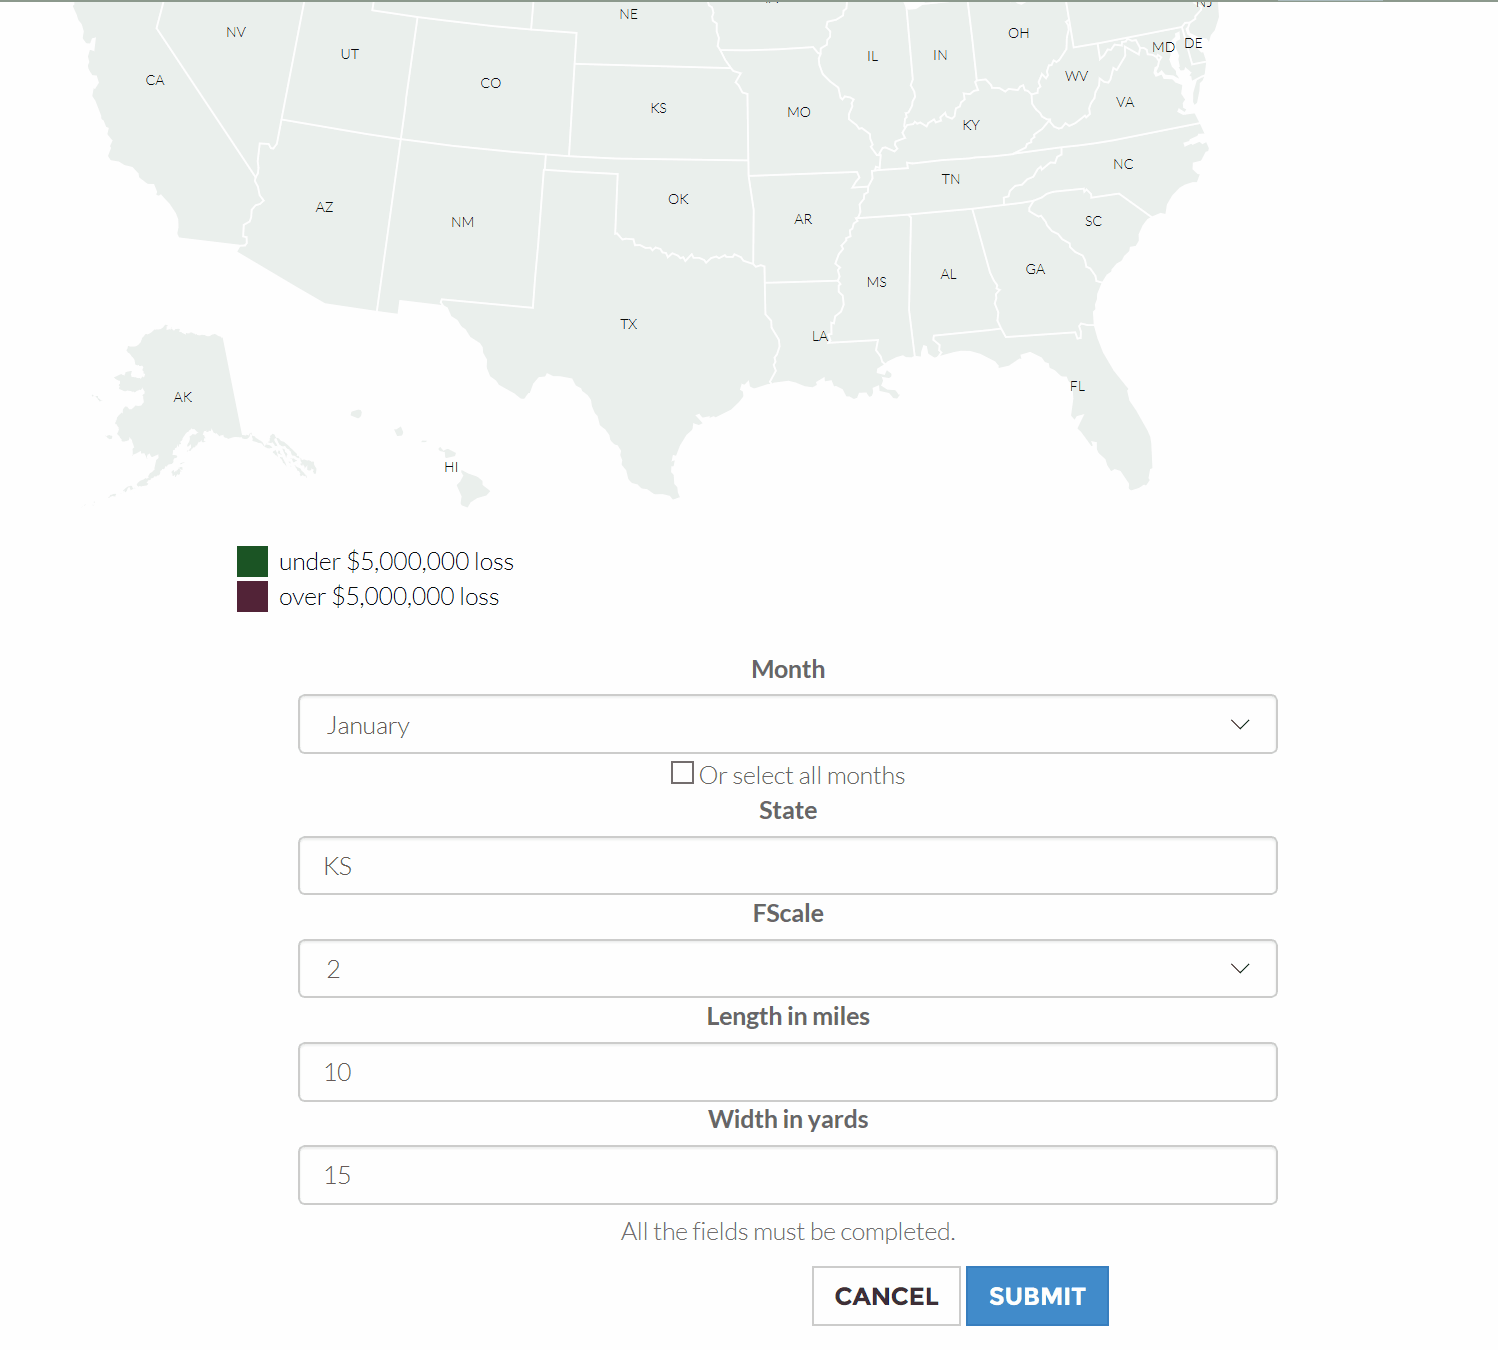 NJ
NE
NV
OH
MD DE
UT
IL
IN
CA
CO
WV
KS
MO
VA
KY
NC
TN
OK
AZ
NM
AR
SC
GA
AL
MS
TX
LA
FL
AK
HI
under $5,000,000 loss
over $5,000,000 loss
Month
January
Or select all months
State
KS
FScale
2
Length in miles
10
Width in yards
15
All the fields must be completed.
CANCEL SUBMIT